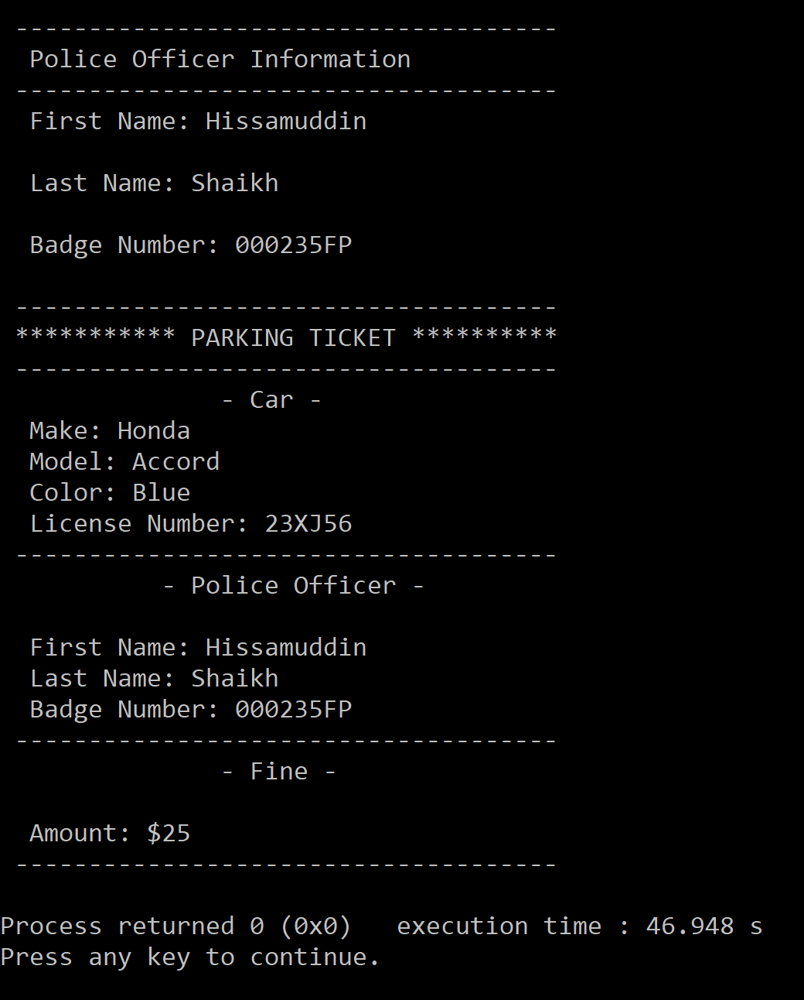 -------------------------------------
Police Officer Information
-------------------------------------
First Name: Hissamuddin
Last Name: Shaikh
Badge Number: 000235FP
-------------------------------------
*********** PARKING TICKET **********
-------------------------------------
- Car -
Make: Honda
Model: Accord
Color: Blue
License Number: 23XJ56
-------------------------------------
- Police Officer -
First Name: Hissamuddin
Last Name: Shaikh
Badge Number: 000235FP
-------------------------------------
- Fine -
Amount: $25
-------------------------------------
Process returned 0 (0x0)   execution time : 46.948 s
Press any key to continue.